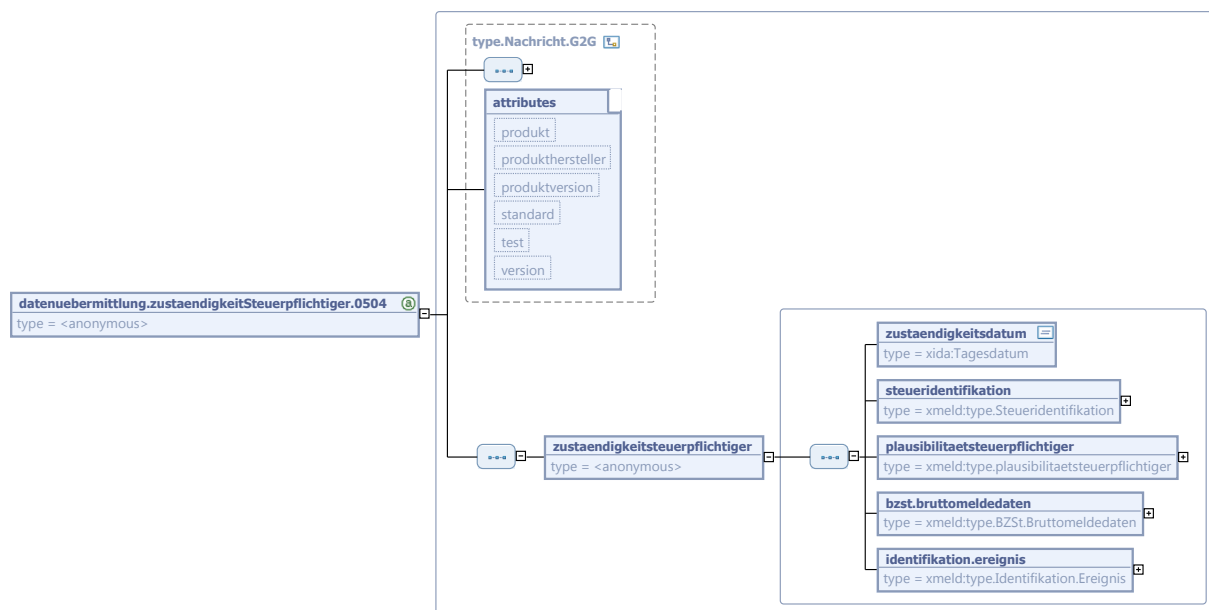 type.Nachricht.G2G
attributes
produkt
produkthersteller
produktversion
standard
test
version
datenuebermittlung.zustaendigkeitSteuerpflichtiger.0504
type = <anonymous>
zustaendigkeitsteuerpflichtiger
type = <anonymous>
zustaendigkeitsdatum
type = xida:Tagesdatum
steueridentifikation
type = xmeld:type.Steueridentifikation
plausibilitaetsteuerpflichtiger
type = xmeld:type.plausibilitaetsteuerpflichtiger
bzst.bruttomeldedaten
type = xmeld:type.BZSt.Bruttomeldedaten
identifikation.ereignis
type = xmeld:type.Identifikation.Ereignis